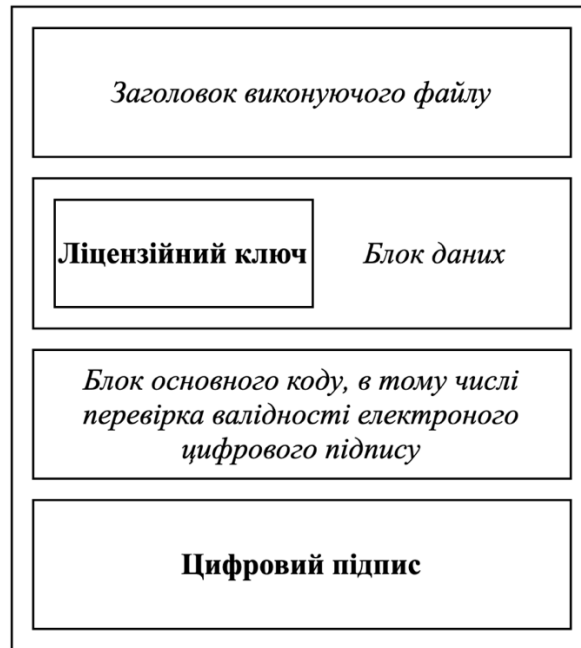 Заголовок виконуючого файлу
Ліцензійний ключ
Блок даних
Блок основного коду, в тому числі
перевірка валідності електроного
цифрового підпису
Цифровий підпис